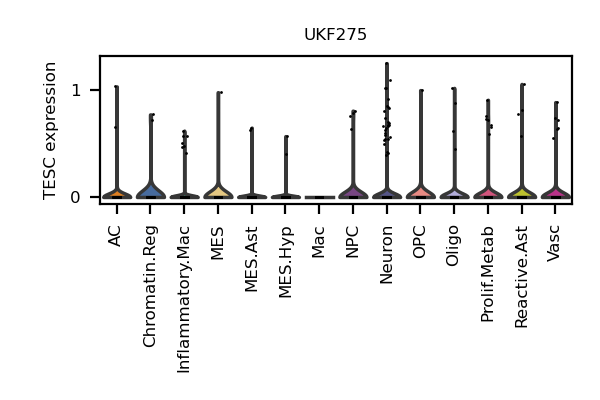 UKF275
TESC expression
1
0
AC
Chromatin.Reg
Inflammatory.Mac
MES
MES.Ast
MES.Hyp
Mac
NPC
Neuron
OPC
Oligo
Prolif.Metab
Reactive.Ast
Vasc